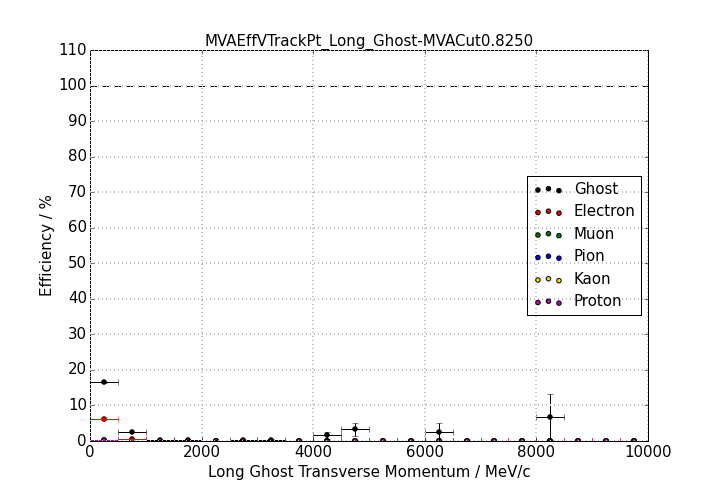 MVAEffVTrackPt_Long_Ghost-MVACut0.8250
110
100
90
80
70
60
50
40
30
20
10
0
Efficiency / %
Ghost
Electron
Muon
Pion
Kaon
Proton
0 2000 4000 6000 8000 10000
Long Ghost Transverse Momentum / MeV/c